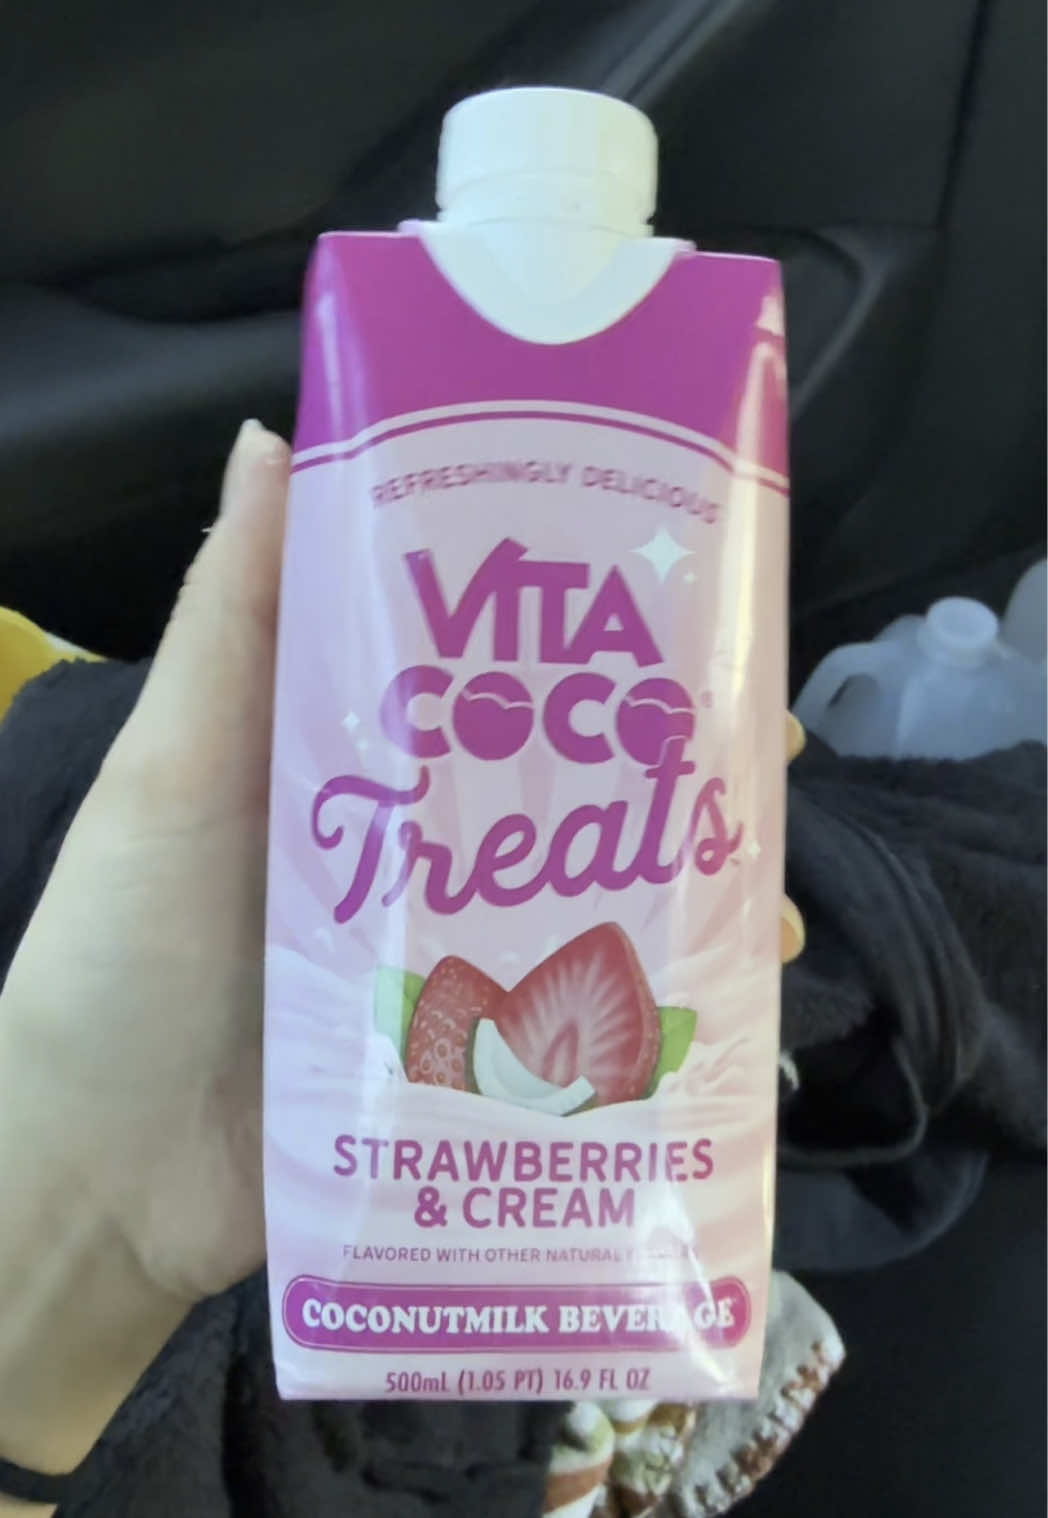 REFRESHINGLY DELICIOUS
VITA
COCO®
Treats
STRAWBERRIES
& CREAM
FLAVORED WITH OTHER NATURAL
COCONUTMILK BEVERAGE
500mL (1.05 PT) 16.9 FL OZ